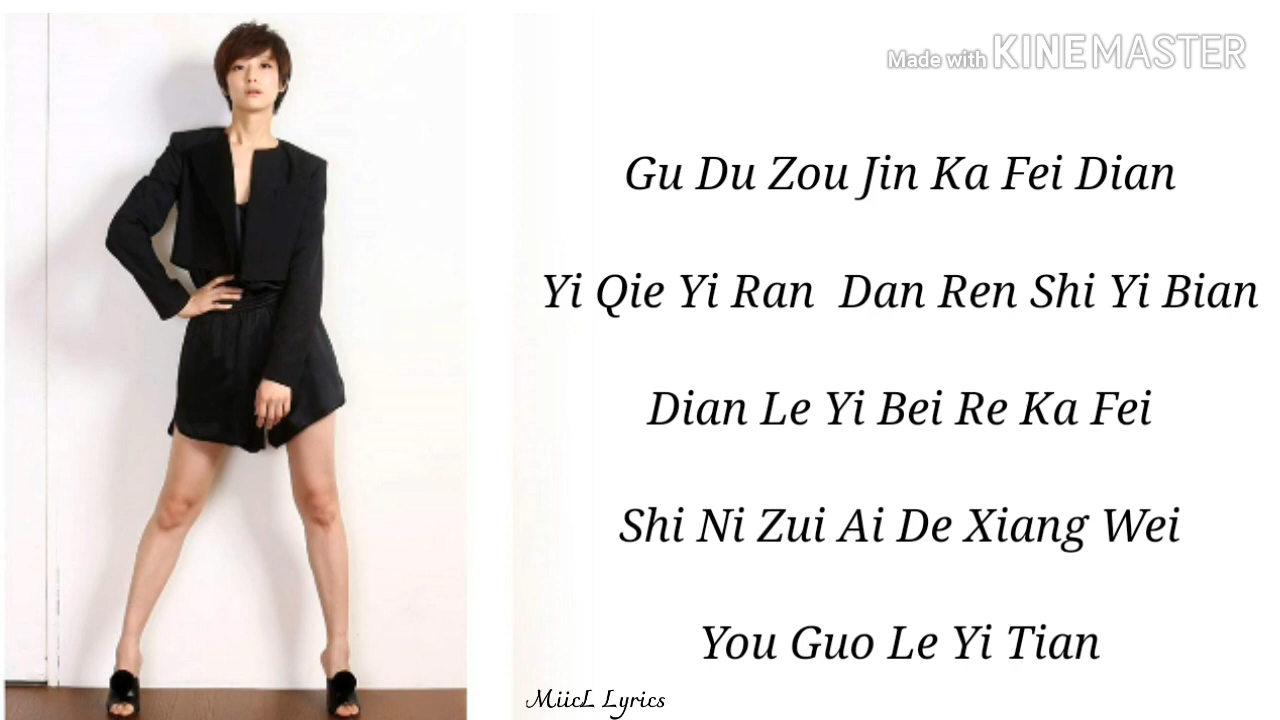 Made with KINEMASTER
Gu Du Zou Jin Ka Fei Dian
Yi Qie Yi Ran Dan Ren Shi Yi Bian
Dian Le Yi Bei Re Ka Fei
Shi Ni Zui Ai De Xiang Wei
You Guo Le Yi Tian
MiicL Lyrics